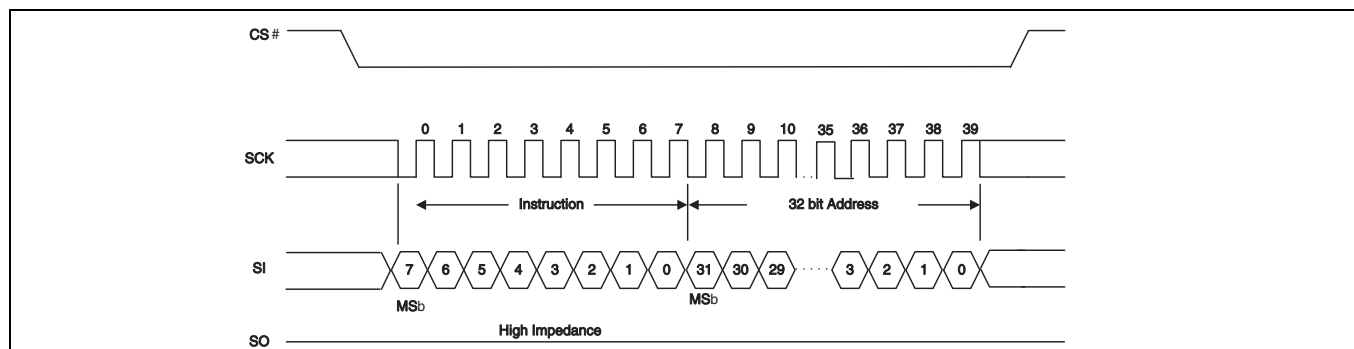 CS#
0 1 2 3 4 5 6 7 8 9 10 35 36 37 38 39
SCK
Instruction 32 bit Address
SI 7 6 5 4 3 2 1 0 31 30 29 3 2 1 0
MSb MSb
High Impedance
SO